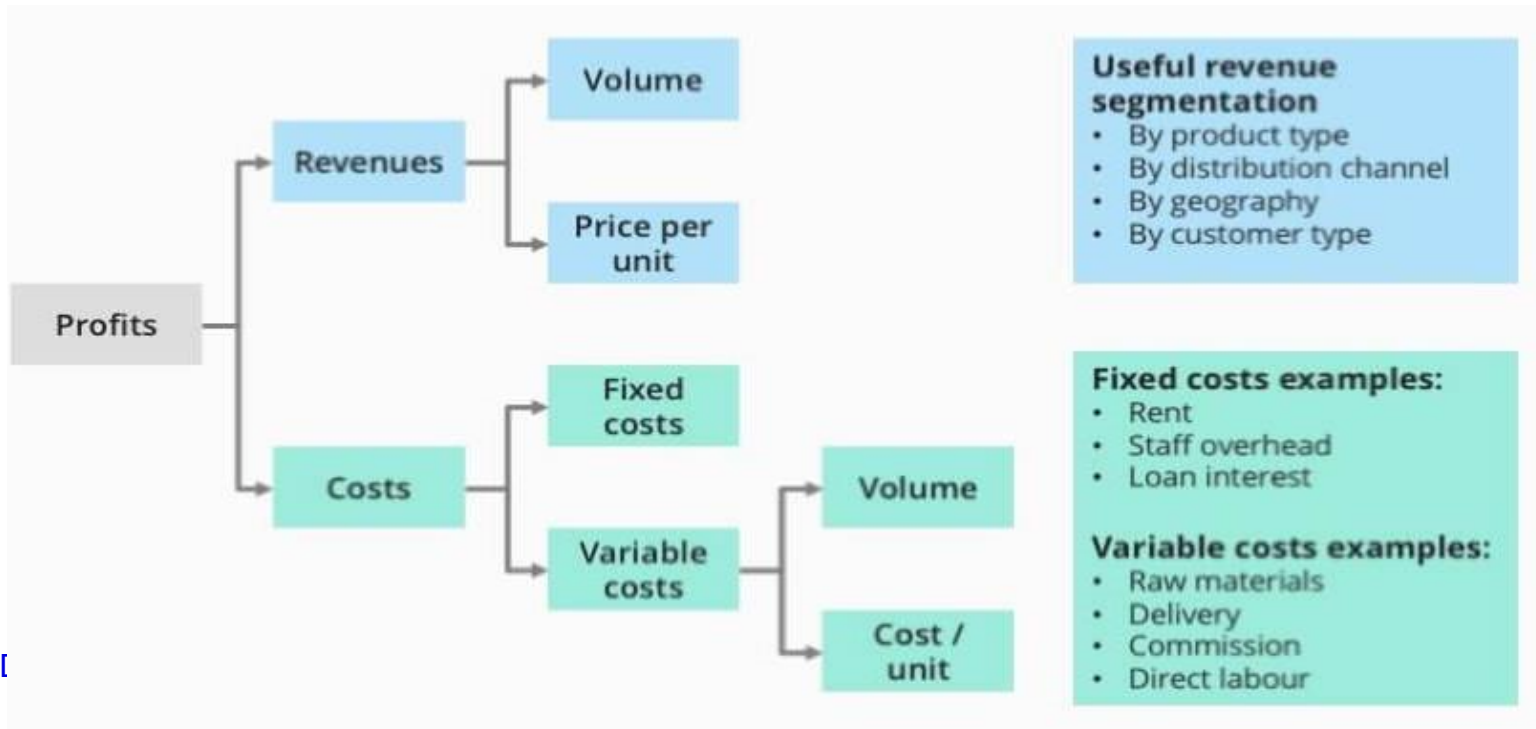 Volume
Revenues
Price per
unit
Profits
Fixed
costs
Costs
Variable
costs
Volume
Cost /
unit
Useful revenue
segmentation
• By product type
• By distribution channel
• By geography
• By customer type
Fixed costs examples:
• Rent
• Staff overhead
• Loan interest
Variable costs examples:
• Raw materials
• Delivery
• Commission
• Direct labour